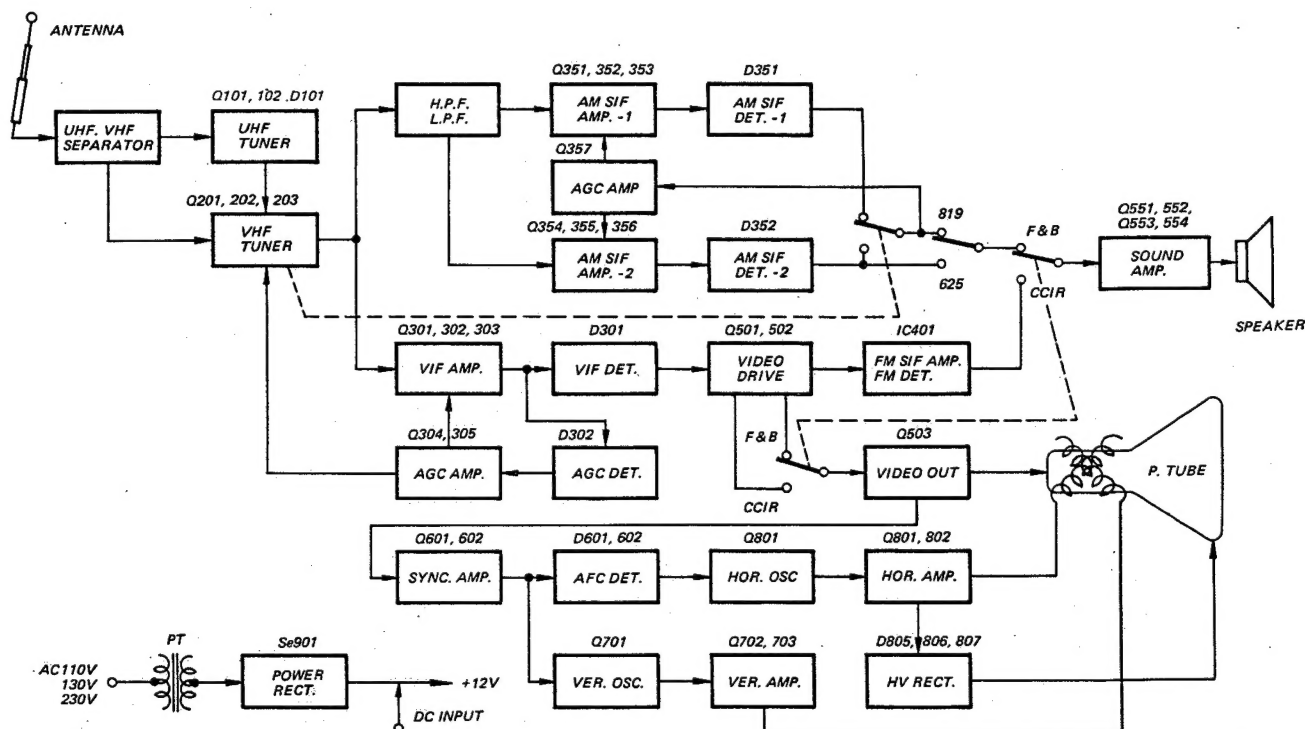 ANTENNA
Q101, 102 .D101
UHF. VHF
SEPARATOR
UHF
TUNER
Q201, 202, 203
VHF
TUNER
H.P.F.
L.P.F.
Q351, 352, 353
AM SIF
AMP. -1
D351
AM SIF
DET. -1
Q357
AGC AMP
Q354, 355, 356
AM SIF
AMP. -2
D352
AM SIF
DET. -2
819
625
F&B
CCIR
Q551, 552,
Q553, 554
SOUND
AMP.
SPEAKER
Q301, 302, 303
VIF AMP.
D301
VIF DET.
Q501, 502
VIDEO
DRIVE
IC401
FM SIF AMP.
FM DET.
Q304, 305
AGC AMP.
D302
AGC DET.
F&B
CCIR
Q503
VIDEO OUT
P. TUBE
Q601, 602
SYNC. AMP.
D601, 602
AFC DET.
Q801
HOR. OSC
Q801, 802
HOR. AMP.
PT
AC110V
130V
230V
Se901
POWER
RECT.
+12V
DC INPUT
Q701
VER. OSC.
Q702, 703
VER. AMP.
D805, 806, 807
HV RECT.